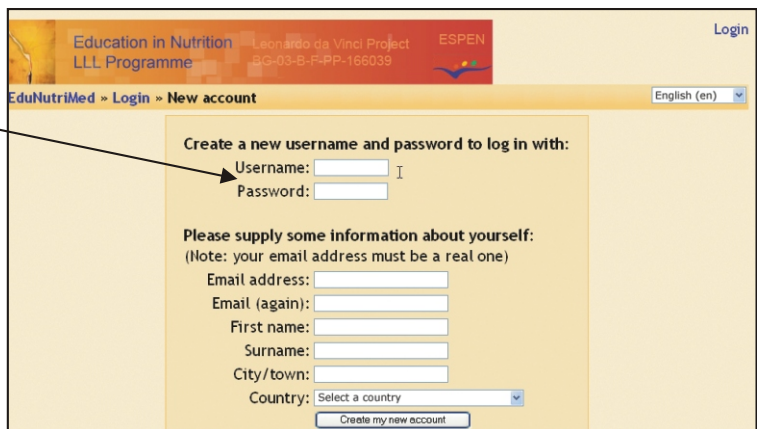 Education in Nutrition Leonardo da Vinci Project ESPEN
LLL Programme BG-03-B-F-PP-166039
Login
EduNutriMed » Login » New account
English (en)
Create a new username and password to log in with:
Username:
Password:
Please supply some information about yourself:
(Note: your email address must be a real one)
Email address:
Email (again):
First name:
Surname:
City/town:
Country: Select a country
Create my new account